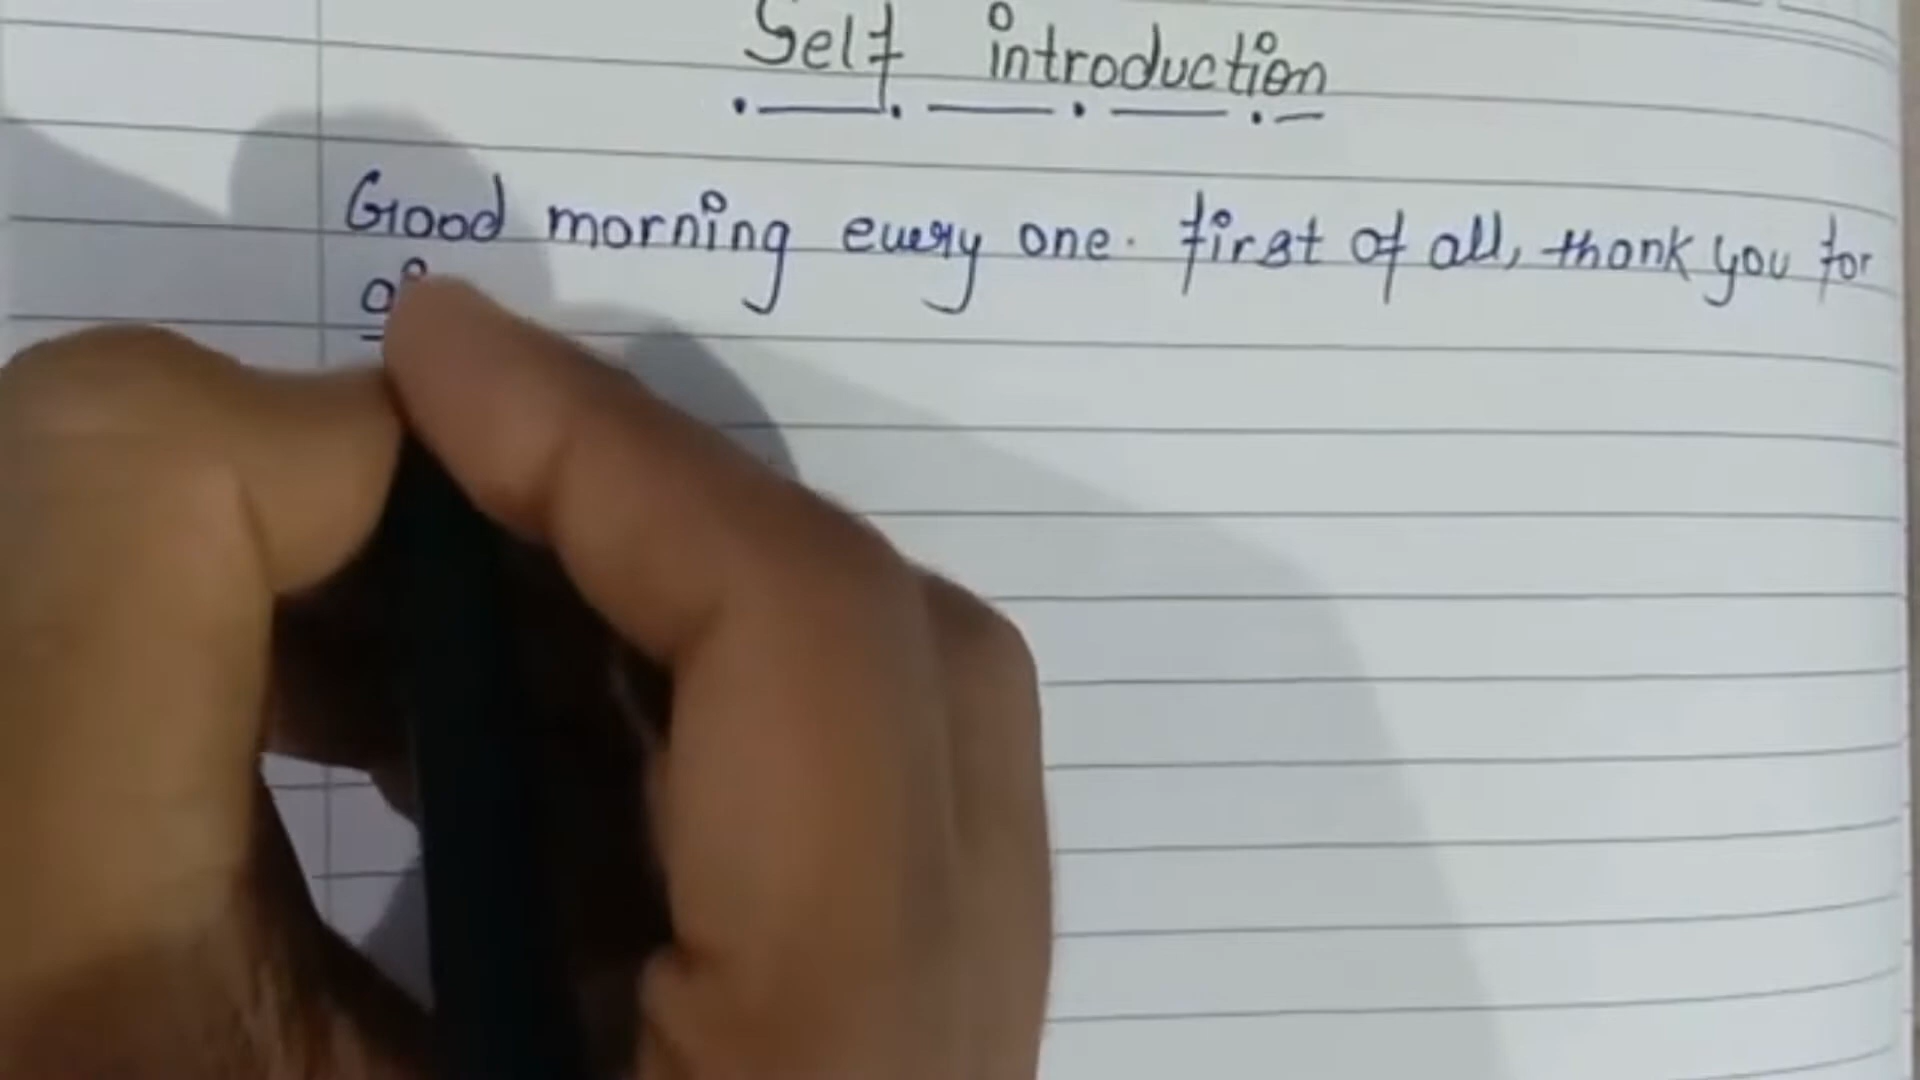 Self introduction
Good morning every one. first of all, thank you for